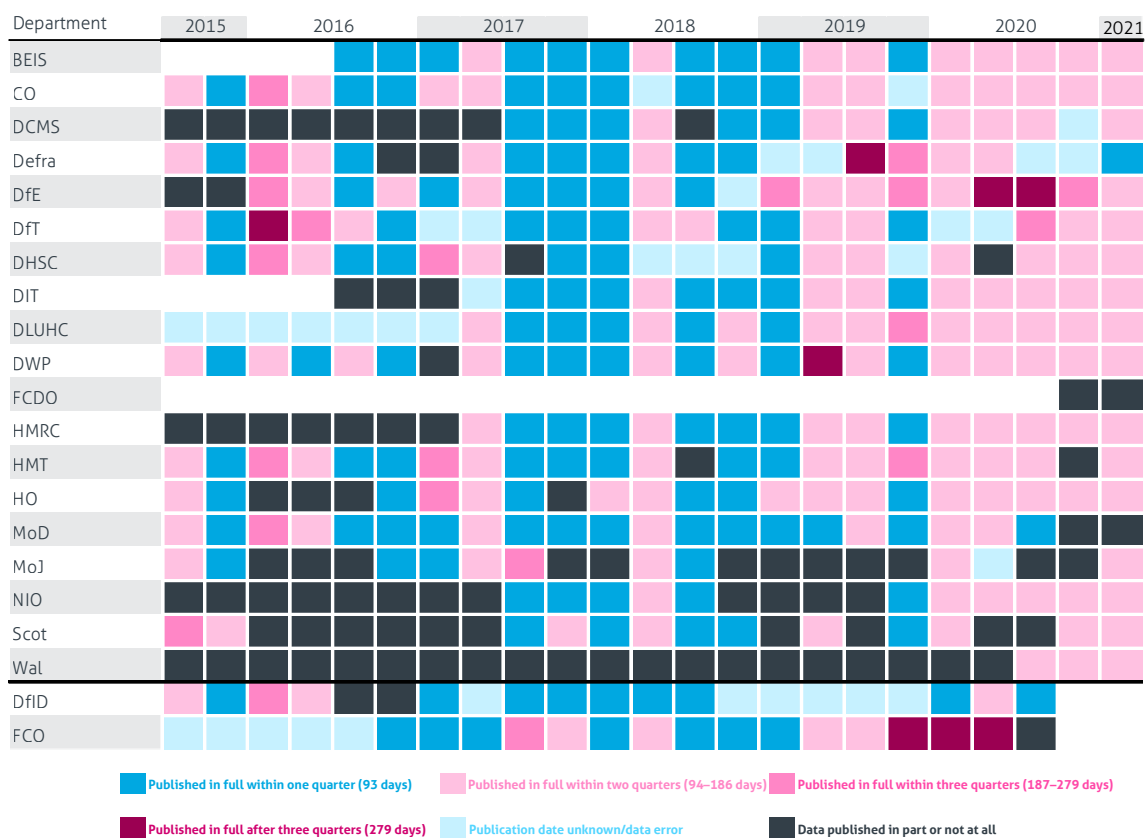 Department 2015 2016 2017 2018 2019 2020 2021
BEIS
CO
DCMS
Defra
DfE
DfT
DHSC
DIT
DLUHC
DWP
FCDO
HMRC
HMT
HO
MoD
MoJ
NIO
Scot
Wal
DfID
FCO
Published in full within one quarter (93 days) Published in full within two quarters (94–186 days) Published in full within three quarters (187–279 days)
Published in full after three quarters (279 days) Publication date unknown/data error Data published in part or not at all